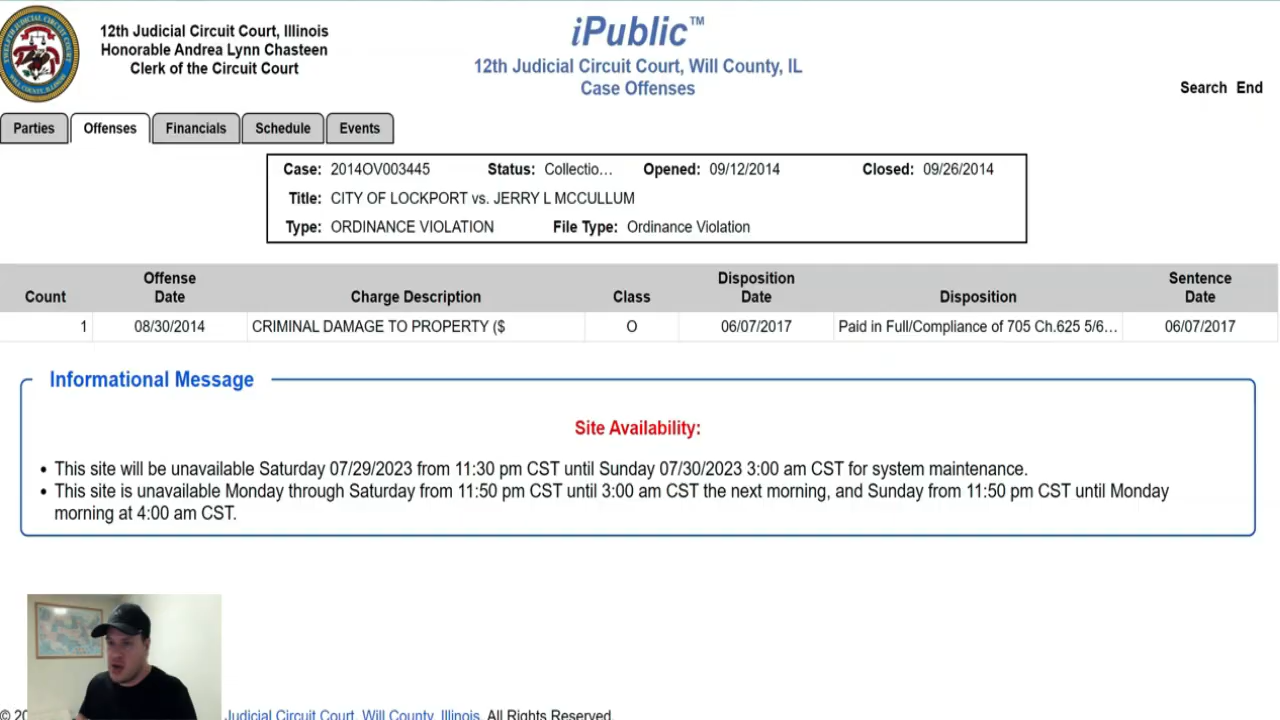 12th Judicial Circuit Court, Illinois
Honorable Andrea Lynn Chasteen
Clerk of the Circuit Court
iPublic™
12th Judicial Circuit Court, Will County, IL
Case Offenses
Search End
Parties Offenses Financials Schedule Events
Case: 2014OV003445 Status: Collectio... Opened: 09/12/2014 Closed: 09/26/2014
Title: CITY OF LOCKPORT vs. JERRY L MCCULLUM
Type: ORDINANCE VIOLATION File Type: Ordinance Violation
Count Offense Date Charge Description Class Disposition Date Disposition Sentence Date
1 08/30/2014 CRIMINAL DAMAGE TO PROPERTY ($ O 06/07/2017 Paid in Full/Compliance of 705 Ch.625 5/6... 06/07/2017
Informational Message
Site Availability:
• This site will be unavailable Saturday 07/29/2023 from 11:30 pm CST until Sunday 07/30/2023 3:00 am CST for system maintenance.
• This site is unavailable Monday through Saturday from 11:50 pm CST until 3:00 am CST the next morning, and Sunday from 11:50 pm CST until Monday
morning at 4:00 am CST.
© 20 Judicial Circuit Court, Will County, Illinois. All Rights Reserved.